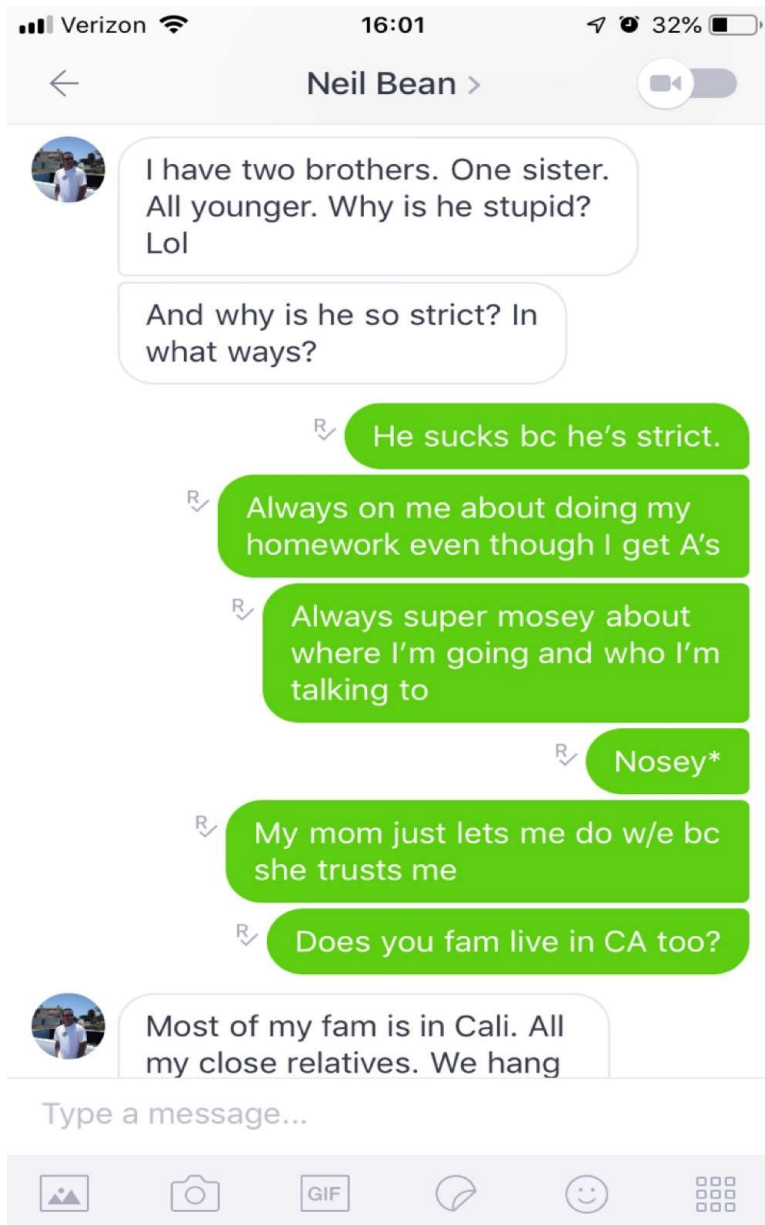 Verizon 16:01 32%
Neil Bean >
I have two brothers. One sister.
All younger. Why is he stupid?
Lol
And why is he so strict? In
what ways?
R He sucks bc he’s strict.
R Always on me about doing my
homework even though I get A’s
R Always super mosey about
where I’m going and who I’m
talking to
R Nosey*
R My mom just lets me do w/e bc
she trusts me
R Does you fam live in CA too?
Most of my fam is in Cali. All
my close relatives. We hang
Type a message...
GIF